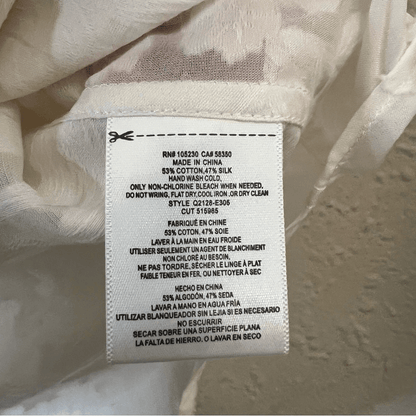 RN# 105230 CA# 58350
MADE IN CHINA
53% COTTON, 47% SILK
HAND WASH COLD,
ONLY NON-CHLORINE BLEACH WHEN NEEDED.
DO NOT WRING, FLAT DRY, COOL IRON .OR DRY CLEAN
STYLE Q2128-E306
CUT 515985
FABRIQUÉ EN CHINE
53% COTON, 47% SOIE
LAVER À LA MAIN EN EAU FROIDE
UTILISER SEULEMENT UN AGENT DE BLANCHIMENT
NON CHLORÉ AU BESOIN.
NE PAS TORDRE, SÉCHER LE LINGE À PLAT
FAIBLE TENEUR EN FER, OU NETTOYER À SEC
HECHO EN CHINA
53% ALGODÓN, 47% SEDA
LAVAR A MANO EN AGUA FRÍA
UTILIZAR BLANQUEADOR SIN LEJIA SI ES NECESARIO
NO ESCURRIR
SECAR SOBRE UNA SUPERFICIE PLANA
LA FALTA DE HIERRO, O LAVAR EN SECO